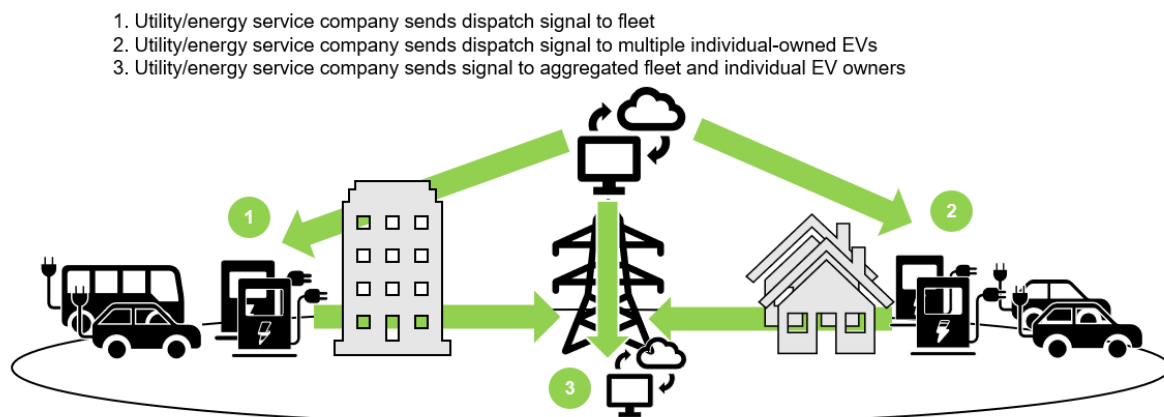 1. Utility/energy service company sends dispatch signal to fleet
2. Utility/energy service company sends dispatch signal to multiple individual-owned EVs
3. Utility/energy service company sends signal to aggregated fleet and individual EV owners
1
2
3